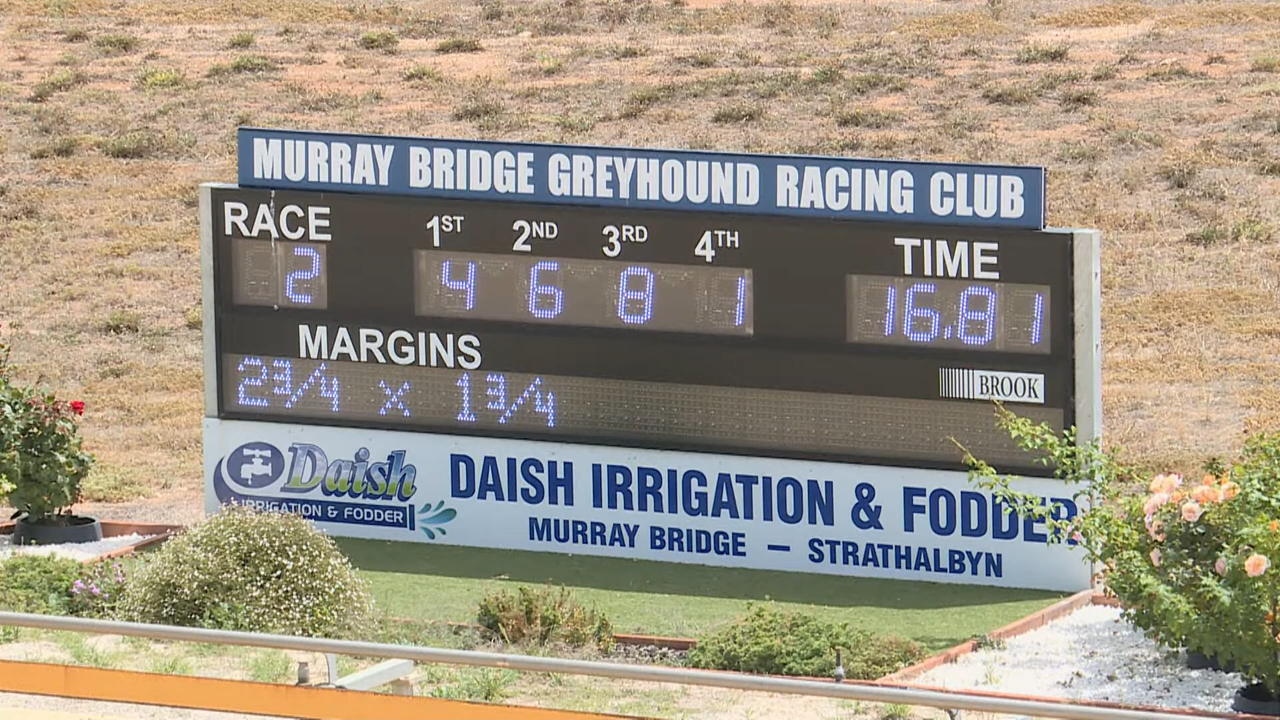 MURRAY BRIDGE GREYHOUND RACING CLUB
RACE 1ST 2ND 3RD 4TH TIME
2 4 6 8 1 16.81
MARGINS
2¾ x 1¾
BROOK
Daish
IRRIGATION & FODDER
DAISH IRRIGATION & FODDER
MURRAY BRIDGE – STRATHALBYN